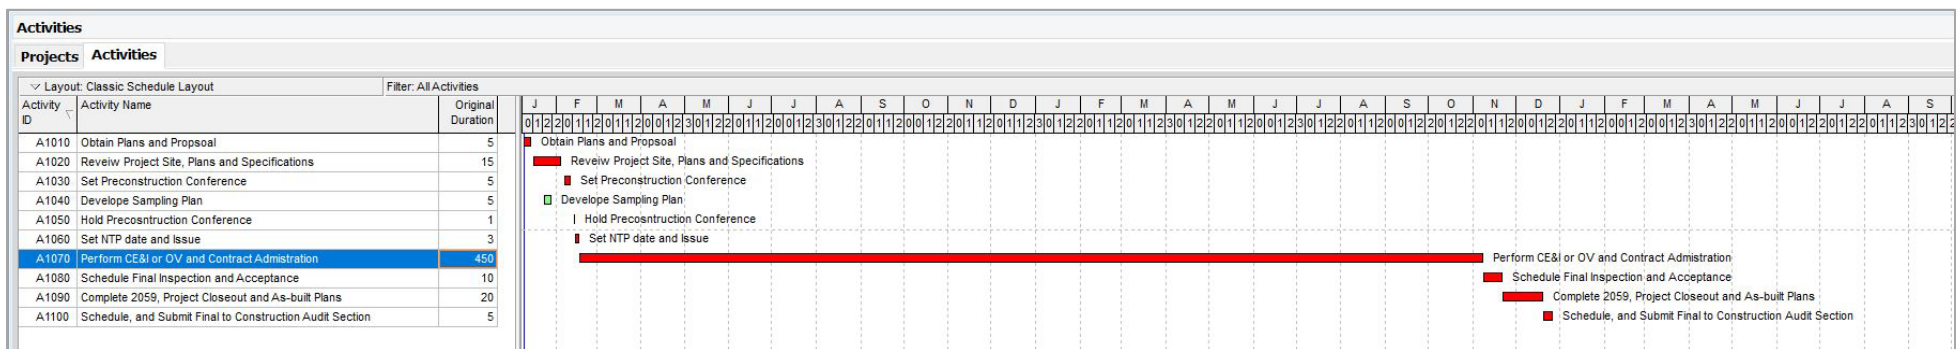 Activities
Projects Activities
Layout: Classic Schedule Layout Filter: All Activities
Activity ID Activity Name Original Duration
J F M A M J J A S O N D J F M A M J J A S O N D J F M A M J J A S
A1010 Obtain Plans and Propsoal 5 Obtain Plans and Propsoal
A1020 Reveiw Project Site, Plans and Specifications 15 Reveiw Project Site, Plans and Specifications
A1030 Set Preconstruction Conference 5 Set Preconstruction Conference
A1040 Develope Sampling Plan 5 Develope Sampling Plan
A1050 Hold Precosntruction Conference 1 Hold Precosntruction Conference
A1060 Set NTP date and Issue 3 Set NTP date and Issue
A1070 Perform CE&I or OV and Contract Admistration 450 Perform CE&I or OV and Contract Admistration
A1080 Schedule Final Inspection and Acceptance 10 Schedule Final Inspection and Acceptance
A1090 Complete 2059, Project Closeout and As-built Plans 20 Complete 2059, Project Closeout and As-built Plans
A1100 Schedule, and Submit Final to Construction Audit Section 5 Schedule, and Submit Final to Construction Audit Section